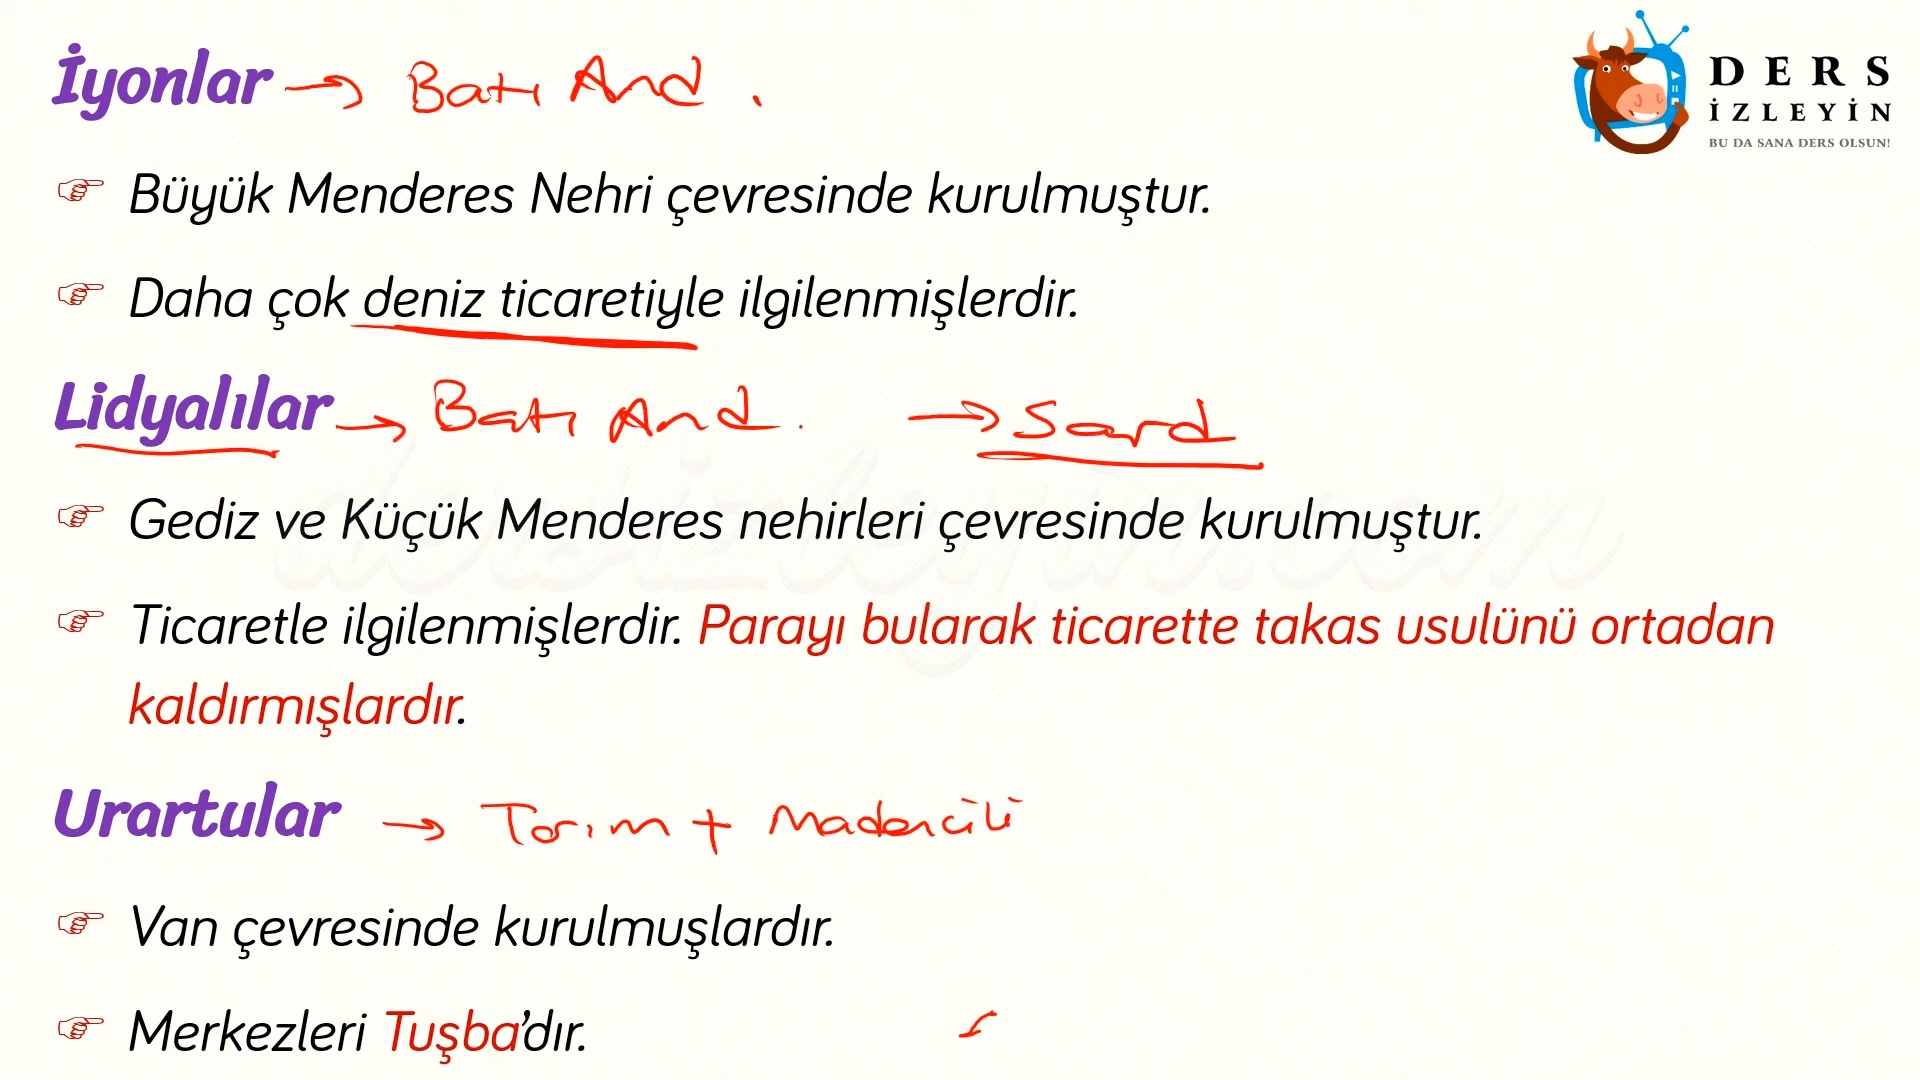 İyonlar → Batı And.
DERS
İZLEYİN
BU DA SANA DERS OLSUN!
Büyük Menderes Nehri çevresinde kurulmuştur.
Daha çok deniz ticaretiyle ilgilenmişlerdir.
Lidyalılar → Batı And. → Sard
Gediz ve Küçük Menderes nehirleri çevresinde kurulmuştur.
Ticaretle ilgilenmişlerdir. Parayı bularak ticarette takas usulünü ortadan
kaldırmışlardır.
dersizleyin.com
Urartular → Tarım + Madencili
Van çevresinde kurulmuşlardır.
Merkezleri Tuşba'dır.